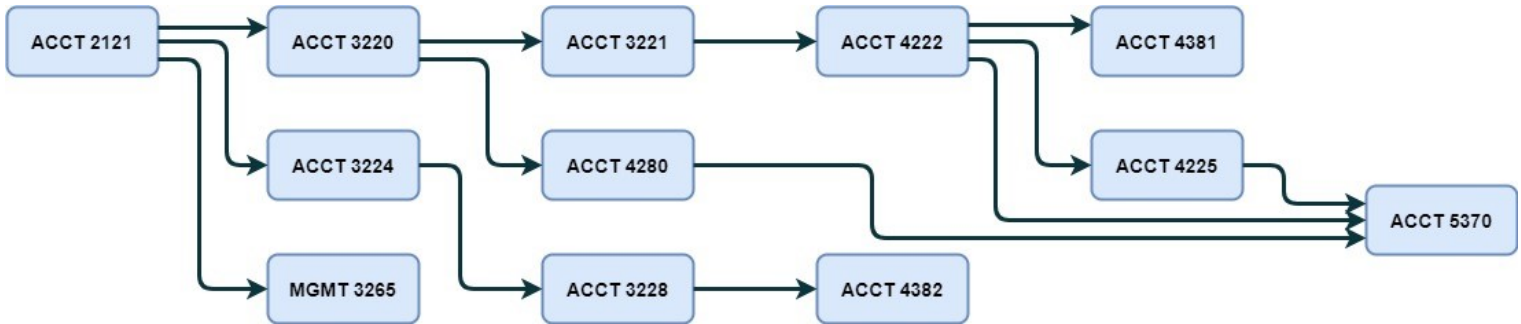 ACCT 2121
ACCT 3220
ACCT 3221
ACCT 4222
ACCT 4381
ACCT 3224
ACCT 4280
ACCT 4225
ACCT 5370
MGMT 3265
ACCT 3228
ACCT 4382